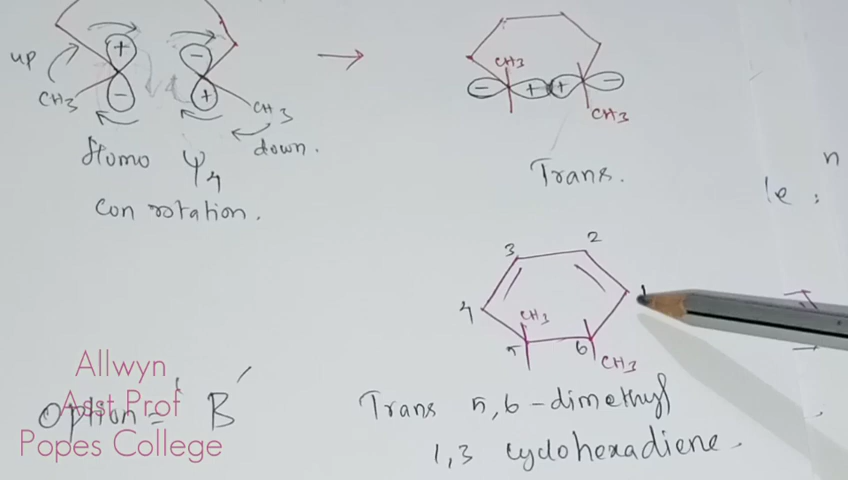 up
+
-
-
+
CH3
CH3
Homo Ψ4
down.
Con rotation.
CH3
- + + -
CH3
Trans.
n
le :
3
2
4
1
CH3
5
6
CH3
Trans 5,6-dimethyl
1,3 cyclohexadiene.
Option = 'B'
Allwyn
Asst Prof
Popes College